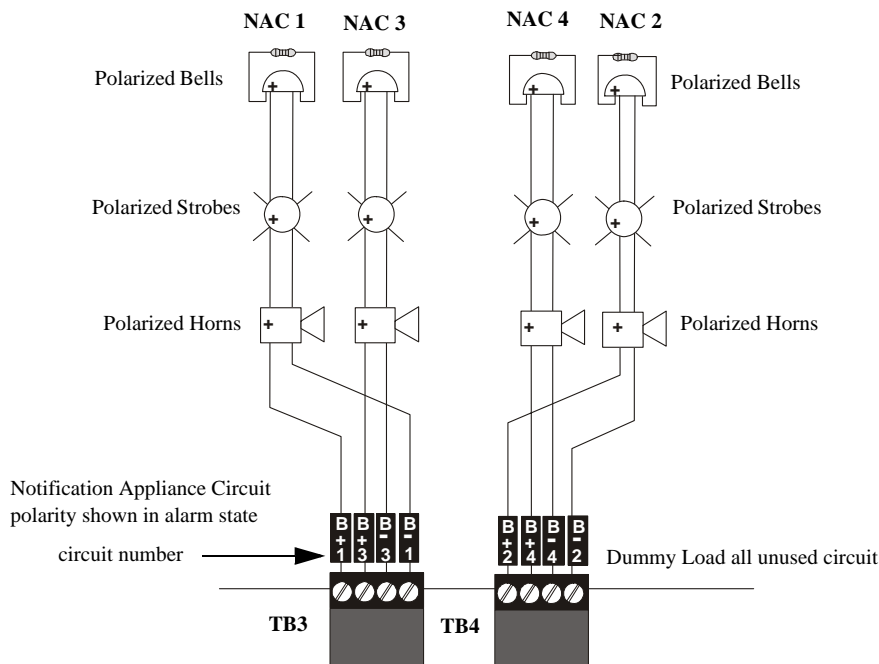 NAC 1 NAC 3 NAC 4 NAC 2
Polarized Bells
Polarized Bells
+ + + +
Polarized Strobes
Polarized Strobes
+ + + +
Polarized Horns
Polarized Horns
+ + + +
Notification Appliance Circuit
polarity shown in alarm state
circuit number
B+1 B+3 B-3 B-1
B+2 B+4 B-4 B-2
Dummy Load all unused circuit
TB3
TB4